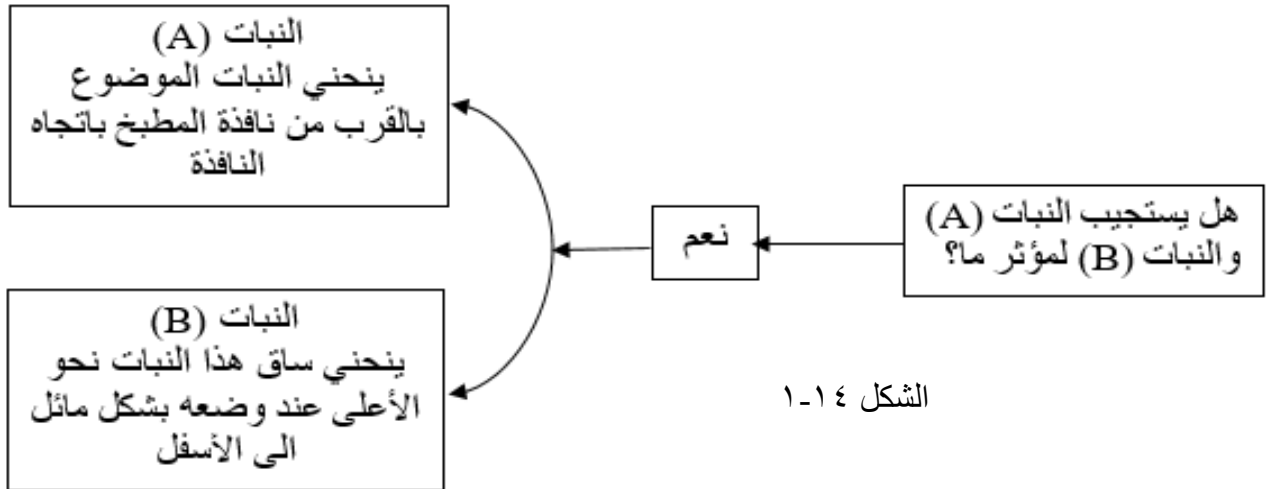 هل يستجيب النبات (A)
والنبات (B) لمؤثر ما؟
نعم
النبات (A)
ينحني النبات الموضوع
بالقرب من نافذة المطبخ باتجاه
النافذة
النبات (B)
ينحني ساق هذا النبات نحو
الأعلى عند وضعه بشكل مائل
الى الأسفل
الشكل ١٤-١